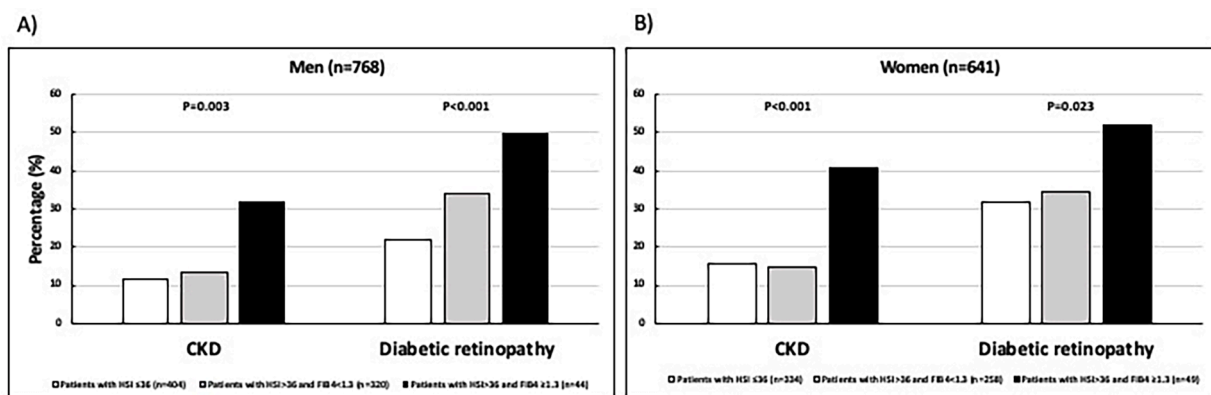 A)
Men (n=768)
P=0.003
P<0.001
60
50
40
30
20
10
0
Percentage (%)
CKD
Diabetic retinopathy
Patients with HSI ≤36 (n=404)
Patients with HSI>36 and FIB4<1.3 (n=320)
Patients with HSI>36 and FIB4 ≥1.3 (n=44)
B)
Women (n=641)
P<0.001
P=0.023
60
50
40
30
20
10
0
CKD
Diabetic retinopathy
Patients with HSI ≤36 (n=334)
Patients with HSI>36 and FIB4<1.3 (n=258)
Patients with HSI>36 and FIB4 ≥1.3 (n=49)